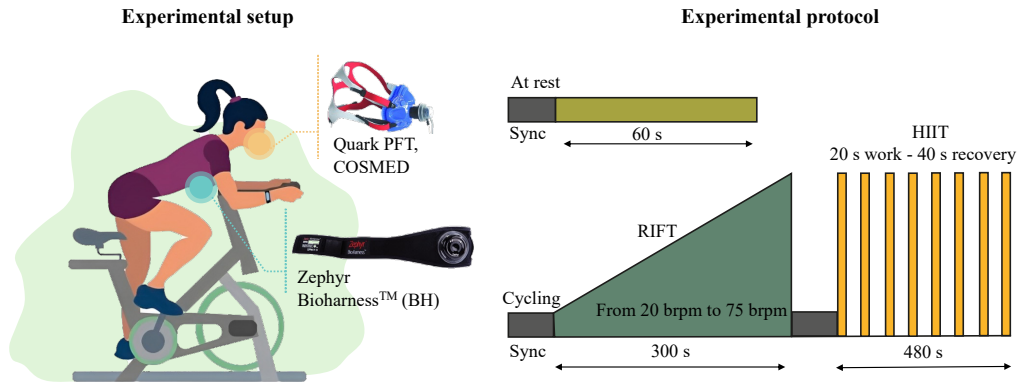 Experimental setup
Quark PFT,
COSMED
Zephyr
Bioharness™ (BH)
Experimental protocol
At rest
Sync
60 s
HIIT
20 s work - 40 s recovery
RIFT
Cycling
From 20 brpm to 75 brpm
Sync
300 s
480 s